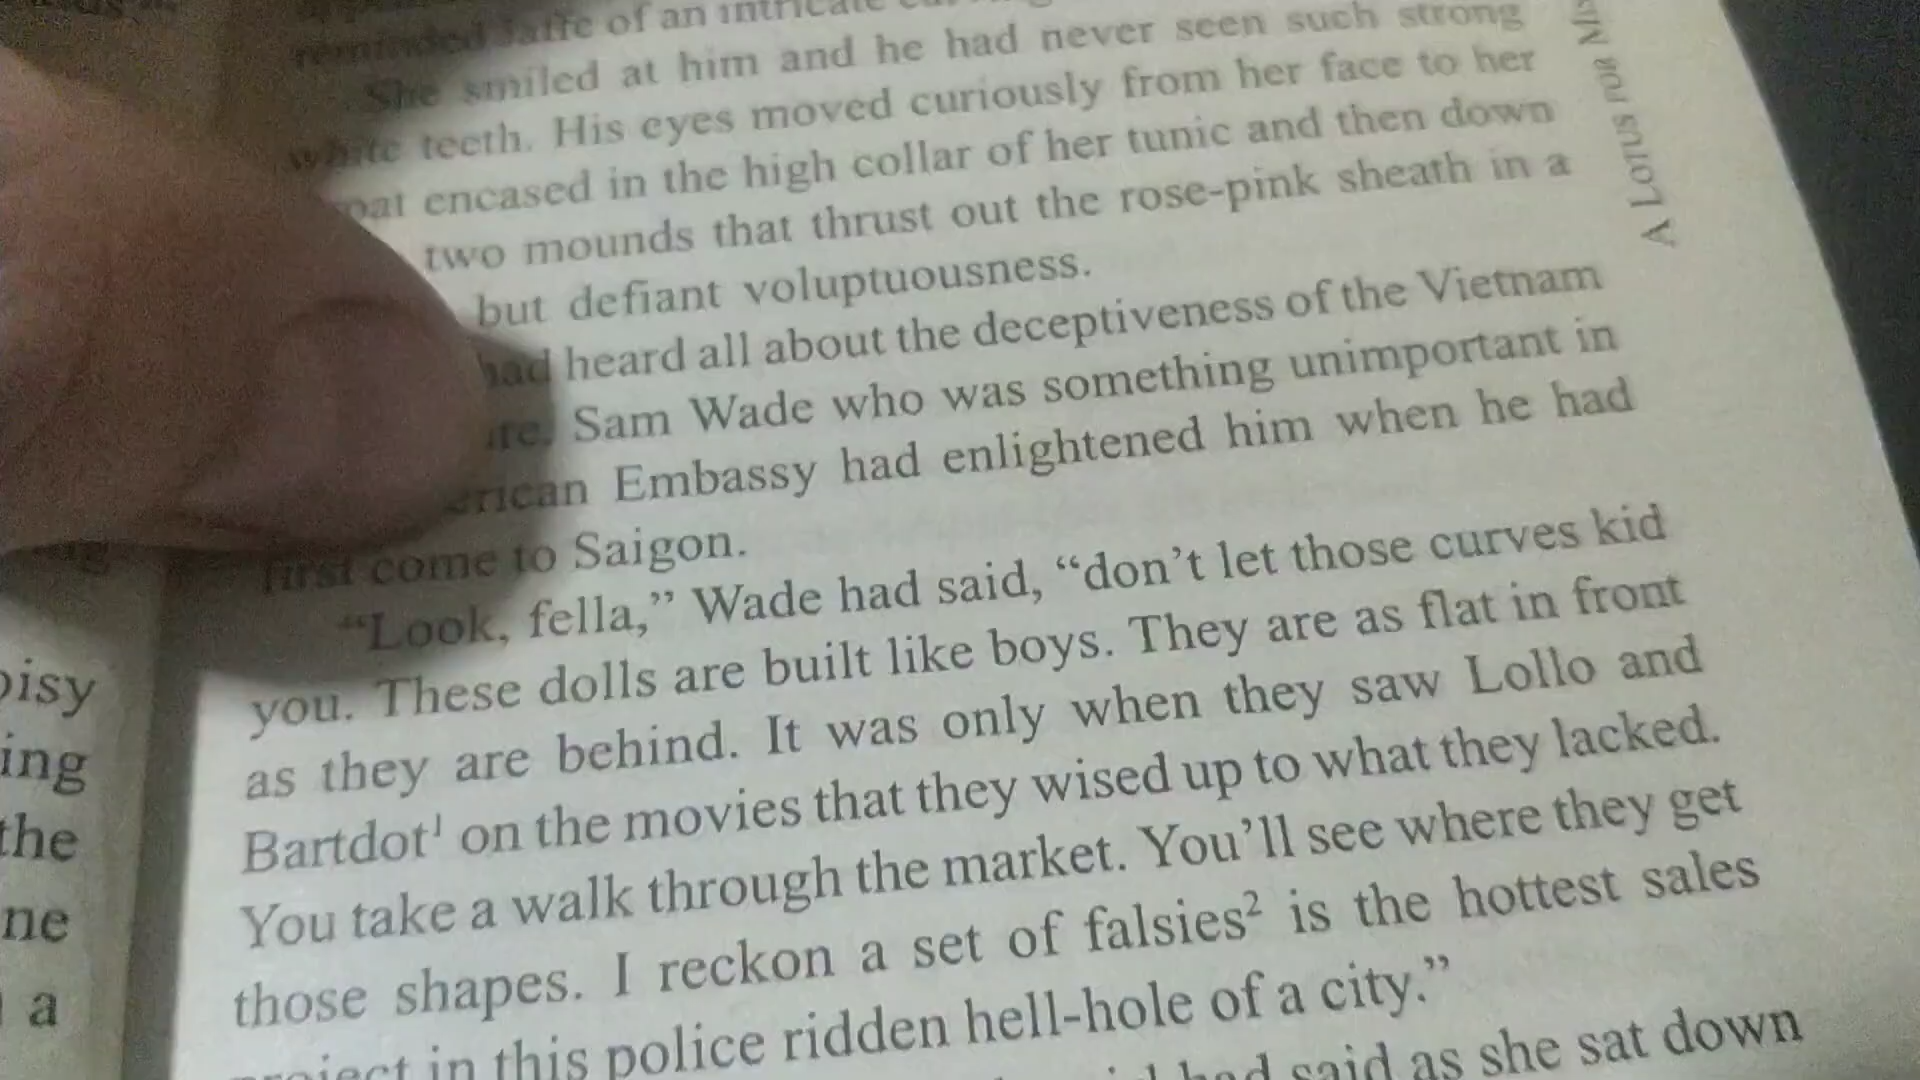 reminded Jaffe of an intricate
She smiled at him and he had never seen such strong
white teeth. His eyes moved curiously from her face to her
encased in the high collar of her tunic and then down
two mounds that thrust out the rose-pink sheath in a
but defiant voluptuousness.
had heard all about the deceptiveness of the Vietnam
Sam Wade who was something unimportant in
Embassy had enlightened him when he had
first come to Saigon.
“Look, fella,” Wade had said, “don’t let those curves kid
you. These dolls are built like boys. They are as flat in front
as they are behind. It was only when they saw Lollo and
Bartdot¹ on the movies that they wised up to what they lacked.
You take a walk through the market. You’ll see where they get
those shapes. I reckon a set of falsies² is the hottest sales
project in this police ridden hell-hole of a city.”
had said as she sat down
A LOTUS FOR
ing
the
ne
a